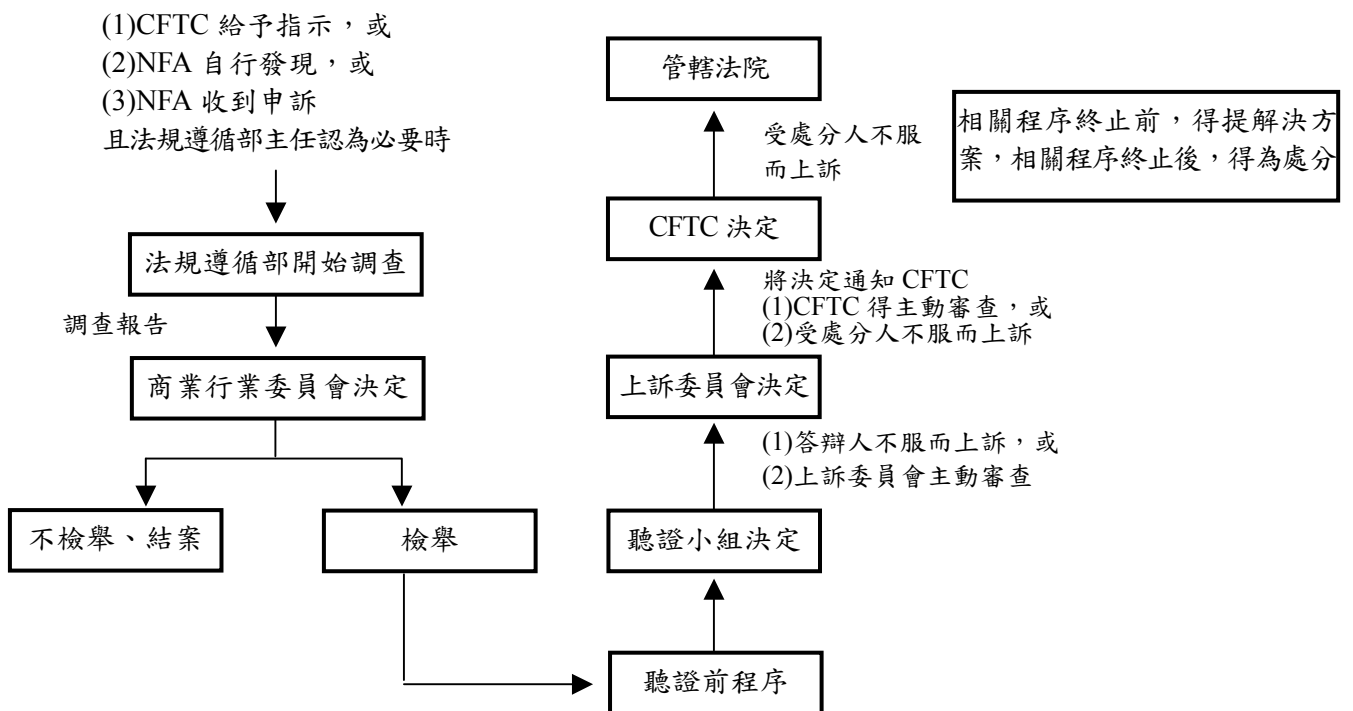 (1)CFTC 給予指示，或
(2)NFA 自行發現，或
(3)NFA 收到申訴
且法規遵循部主任認為必要時
法規遵循部開始調查
調查報告
商業行業委員會決定
不檢舉、結案
檢舉
聽證前程序
聽證小組決定
(1)答辯人不服而上訴，或
(2)上訴委員會主動審查
上訴委員會決定
將決定通知 CFTC
(1)CFTC 得主動審查，或
(2)受處分人不服而上訴
CFTC 決定
受處分人不服
而上訴
管轄法院
相關程序終止前，得提解決方
案，相關程序終止後，得為處分